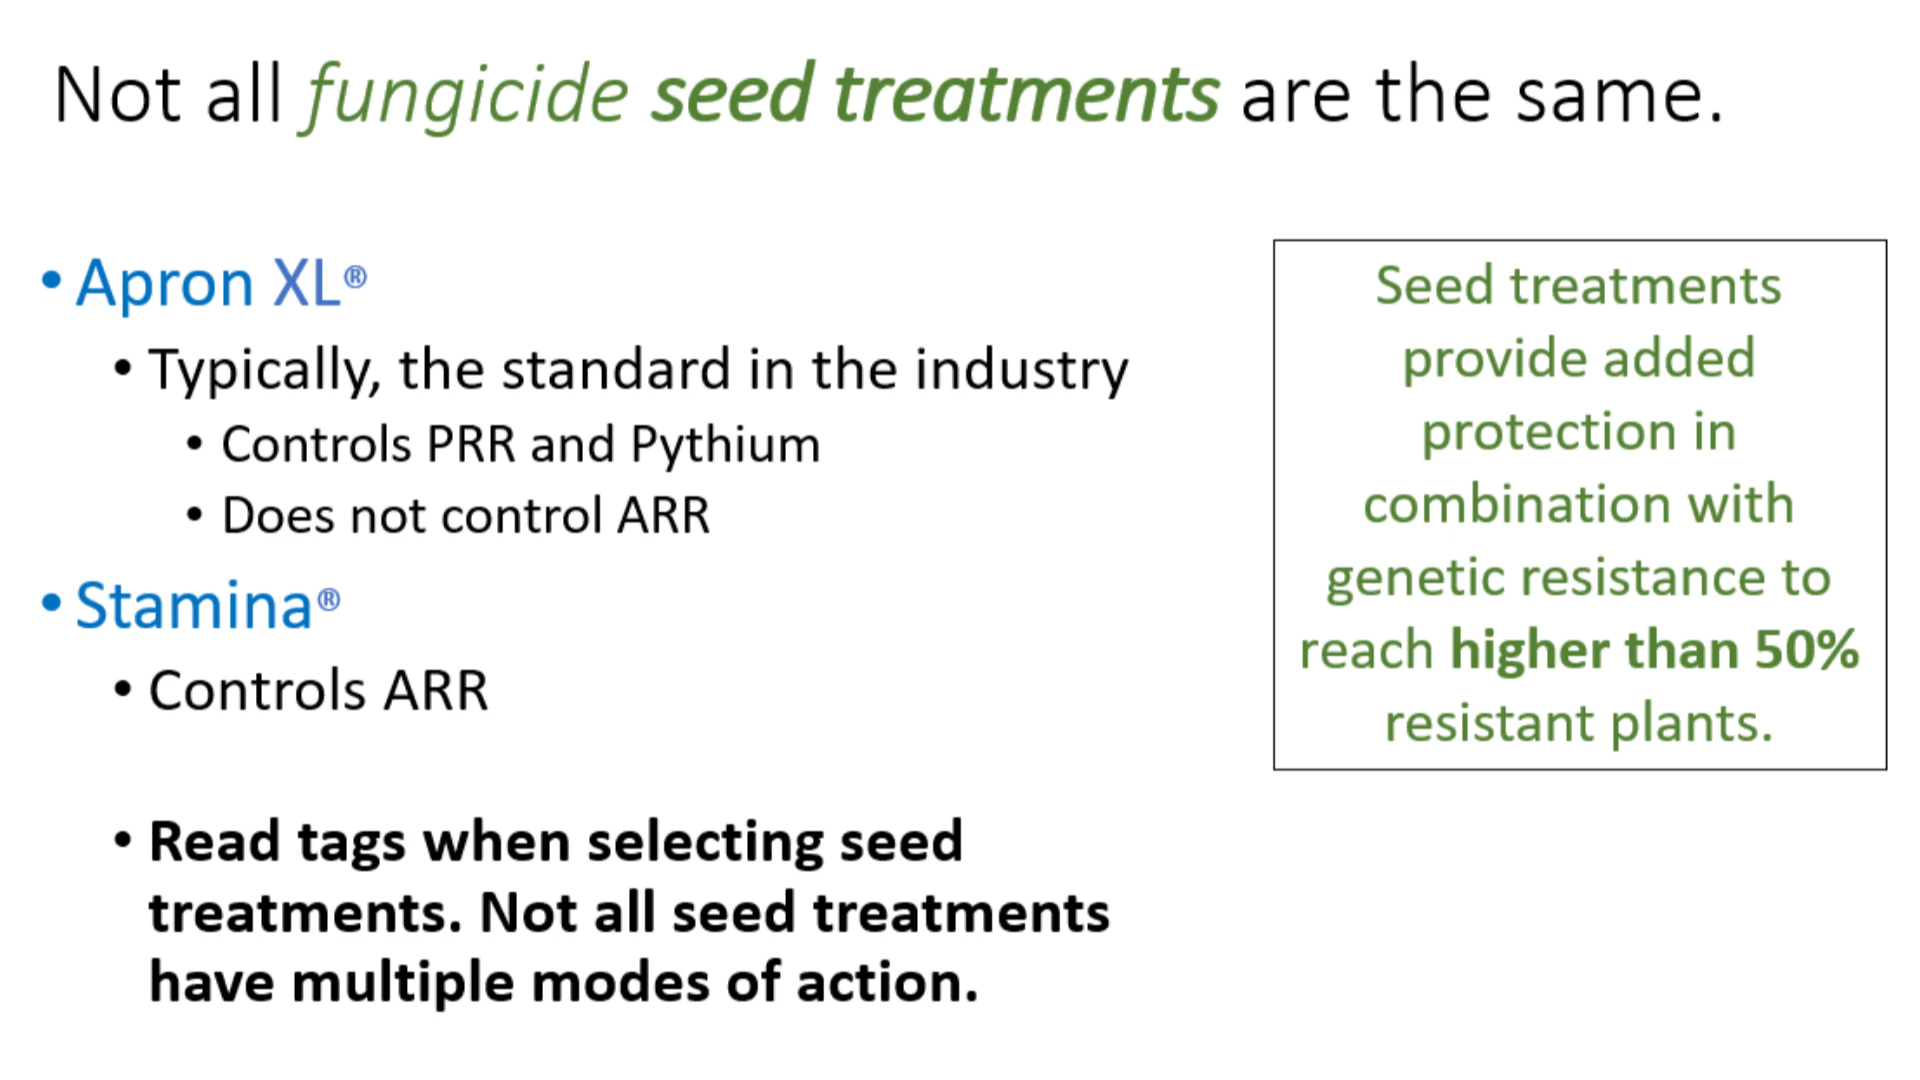 Not all fungicide seed treatments are the same.
• Apron XL®
• Typically, the standard in the industry
• Controls PRR and Pythium
• Does not control ARR
• Stamina®
• Controls ARR
• Read tags when selecting seed
treatments. Not all seed treatments
have multiple modes of action.
Seed treatments
provide added
protection in
combination with
genetic resistance to
reach higher than 50%
resistant plants.